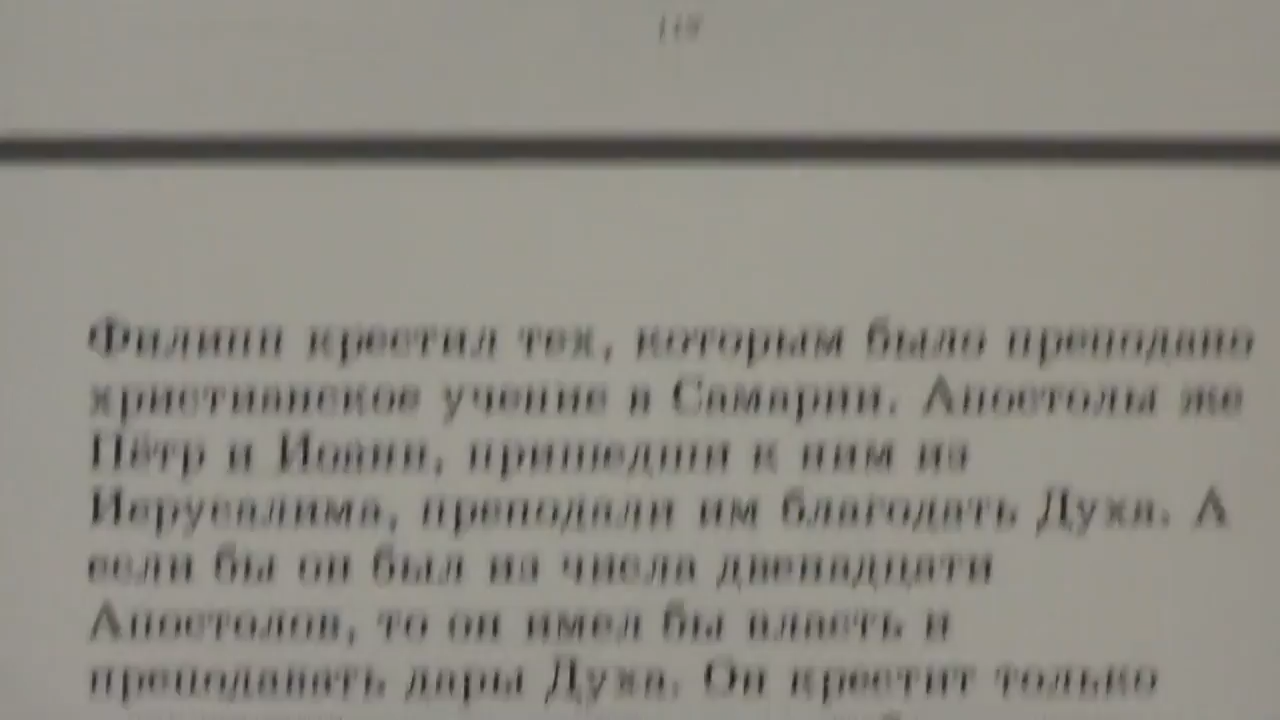 Филипп крестил тех, которым было преподано
христианское учение в Самарии. Апостолы же
Пётр и Иоанн, пришедши к ним из
Иерусалима, преподали им благодать Духа. А
если бы он был из числа двенадцати
Апостолов, то он имел бы власть и
преподавать дары Духа. Он крестит только